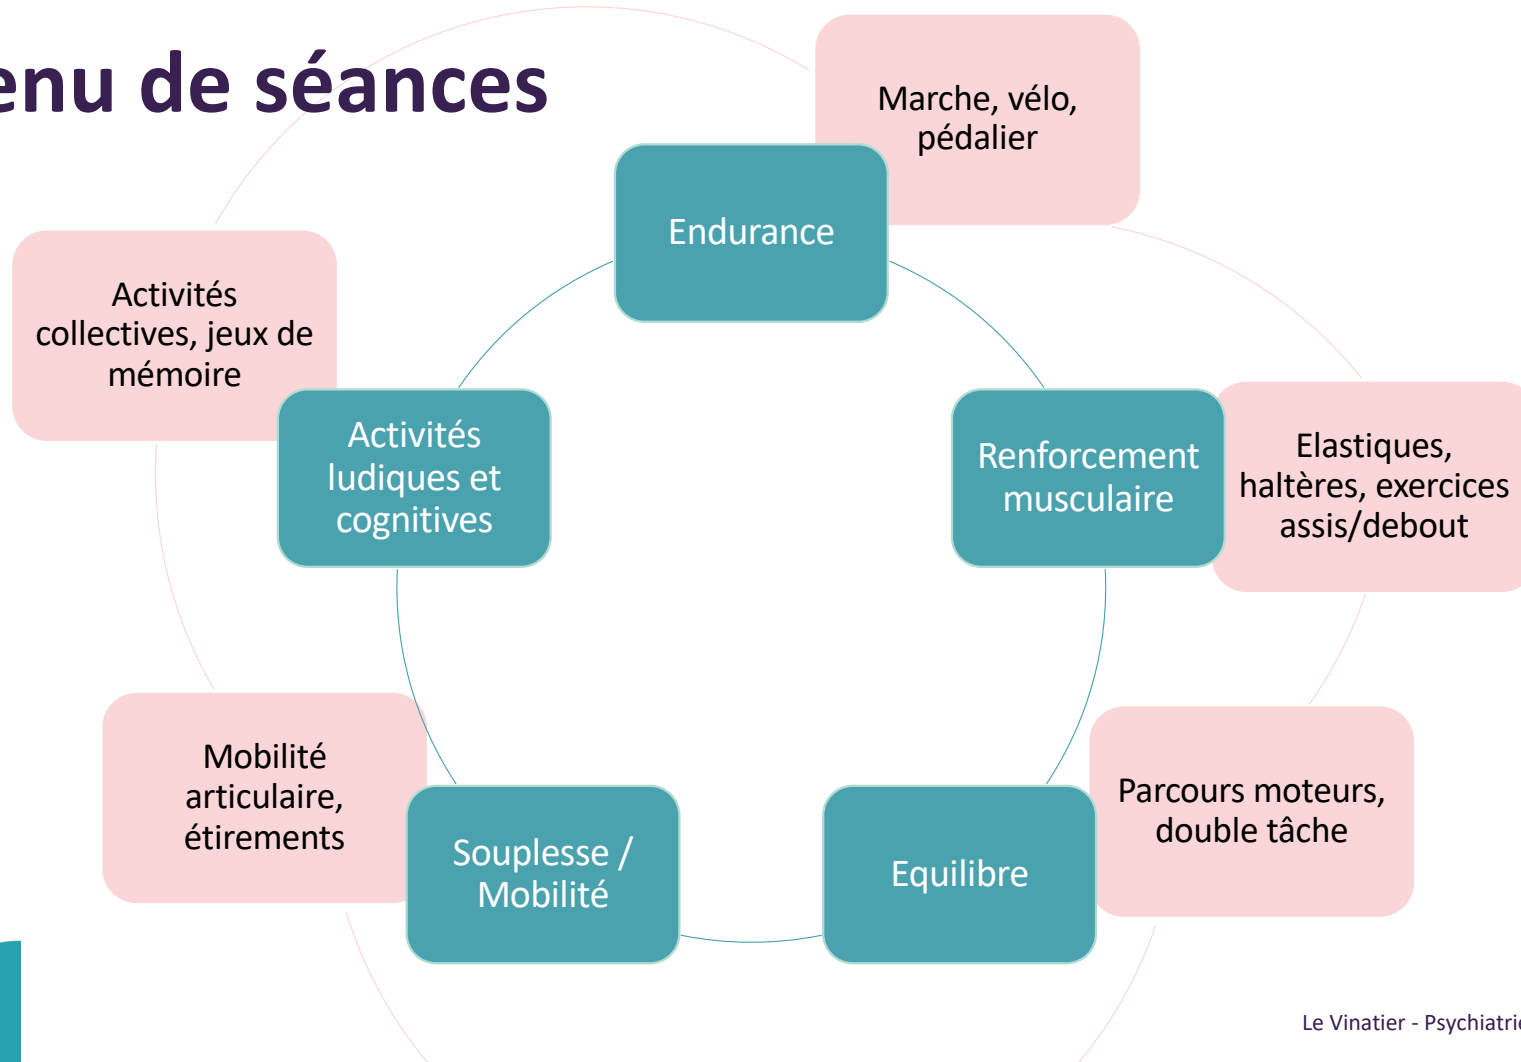 enu de séances
Marche, vélo,
pédalier
Endurance
Activités
collectives, jeux de
mémoire
Activités
ludiques et
cognitives
Renforcement
musculaire
Elastiques,
haltères, exercices
assis/debout
Mobilité
articulaire,
étirements
Souplesse /
Mobilité
Equilibre
Parcours moteurs,
double tâche
Le Vinatier - Psychiatrie